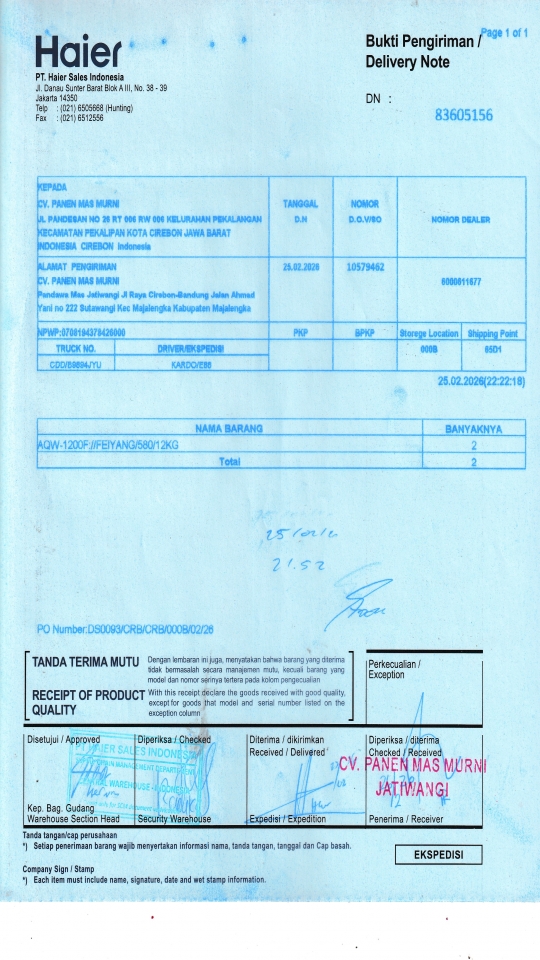 Haier
PT. Haier Sales Indonesia
Jl. Danau Sunter Barat Blok A III, No. 38 - 39
Jakarta 14350
Telp : (021) 6505668 (Hunting)
Fax : (021) 6512556
Page 1 of 1
Bukti Pengiriman /
Delivery Note
DN :
83605156
KEPADA
CV. PANEN MAS MURNI
JL PANDESAN NO 25 RT 006 RW 006 KELURAHAN PEKALANGAN
KECAMATAN PEKALIPAN KOTA CIREBON JAWA BARAT
INDONESIA CIREBON Indonesia
TANGGAL
D.N
NOMOR
D.O.V/SO
NOMOR DEALER
ALAMAT PENGIRIMAN
CV. PANEN MAS MURNI
Pandawa Mas Jatiwangi Jl Raya Cirebon-Bandung Jalan Ahmad
Yani no 222 Sutawangi Kec Majalengka Kabupaten Majalengka
25.02.2026
10579462
6000811677
PKP
BPKP
Storege Location
Shipping Point
TRUCK NO.
DRIVER/EKSPEDISI
000B
65D1
KARDO/E86
25.02.2026(22:22:18)
NAMA BARANG
BANYAKNYA
AQW-1200F;//FEIYANG/580/12KG
2
Total
2
21.52
PO Number:DS0093/CRB/CRB/000B/02/26
TANDA TERIMA MUTU
Dengan lembaran ini juga, menyatakan bahwa barang yang diterima
tidak bermasalah secara manajemen mutu, kecuali barang yang
model dan nomor serinya tertera pada kolom pengecualian
RECEIPT OF PRODUCT
QUALITY
With this receipt declare the goods received with good quality,
except for goods that model and serial number listed on the
exception column
Perkecualian /
Exception
Disetujui / Approved
Diperiksa / Checked
Diterima / dikirimkan
Received / Delivered
Diperiksa / diterima
Checked / Received
PT. HAIER SALES INDONESIA
CV. PANEN MAS MURNI
JATIWANGI
Kep. Bag. Gudang
Warehouse Section Head
Security Warehouse
Expedisi / Expedition
Penerima / Receiver
Tanda tangan/cap perusahaan
*) Setiap penerimaan barang wajib menyertakan informasi nama, tanda tangan, tanggal dan Cap basah.
EKSPEDISI
Company Sign / Stamp
*) Each item must include name, signature, date and wet stamp information.